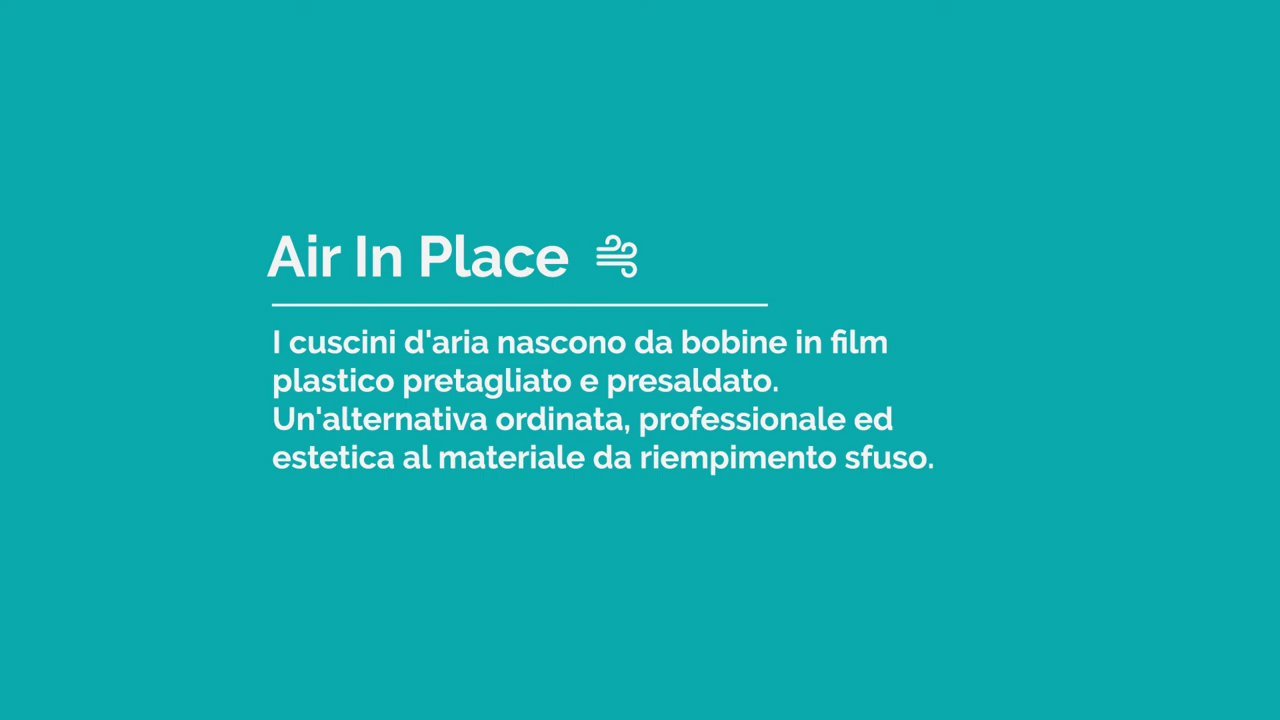 Air In Place
I cuscini d'aria nascono da bobine in film
plastico pretagliato e presaldato.
Un'alternativa ordinata, professionale ed
estetica al materiale da riempimento sfuso.